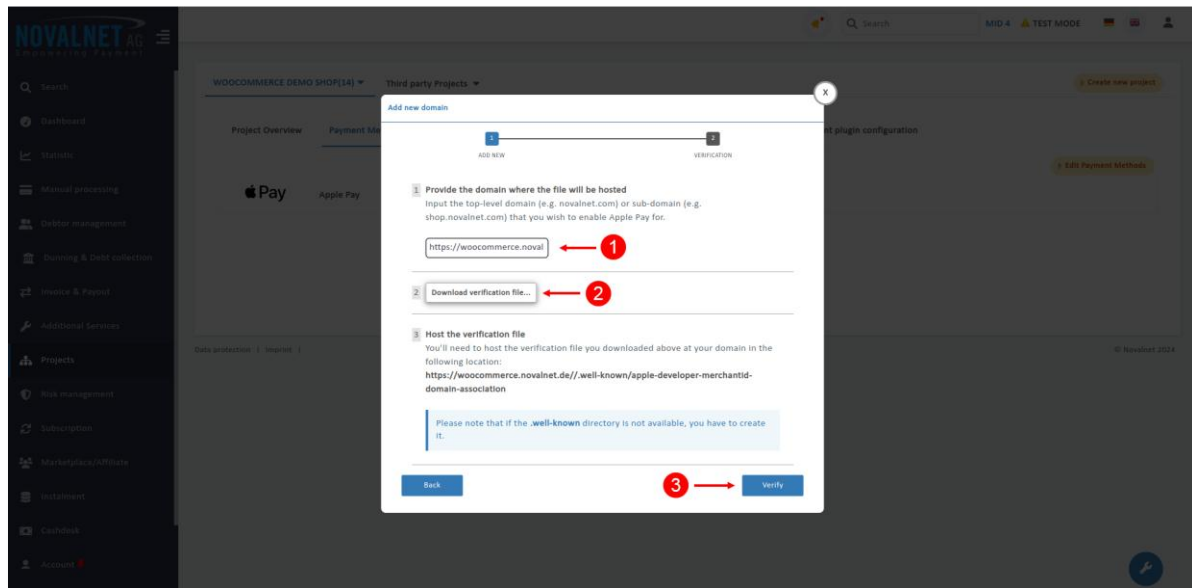 NOVALNET AG
Empowering Payment
Search
MID 4
TEST MODE
Search
Dashboard
Statistic
Manual processing
Debtor management
Dunning & Debt collection
Invoice & Payout
Additional Services
Projects
Risk management
Subscription
Marketplace/Affiliate
Instalment
Cashdesk
Account
WOOCOMMERCE DEMO SHOP(14)
Third party Projects
Create new project
Project Overview
Payment Me
nt plugin configuration
Edit Payment Methods
Pay
Apple Pay
X
Add new domain
1
2
ADD NEW
VERIFICATION
1 Provide the domain where the file will be hosted
Input the top-level domain (e.g. novalnet.com) or sub-domain (e.g.
shop.novalnet.com) that you wish to enable Apple Pay for.
https://woocommerce.noval
1
2 Download verification file...
2
3 Host the verification file
You'll need to host the verification file you downloaded above at your domain in the
following location:
https://woocommerce.novalnet.de//.well-known/apple-developer-merchantid-
domain-association
Please note that if the .well-known directory is not available, you have to create
it.
Back
3
Verify
Data protection | Imprint |
© Novalnet 2024